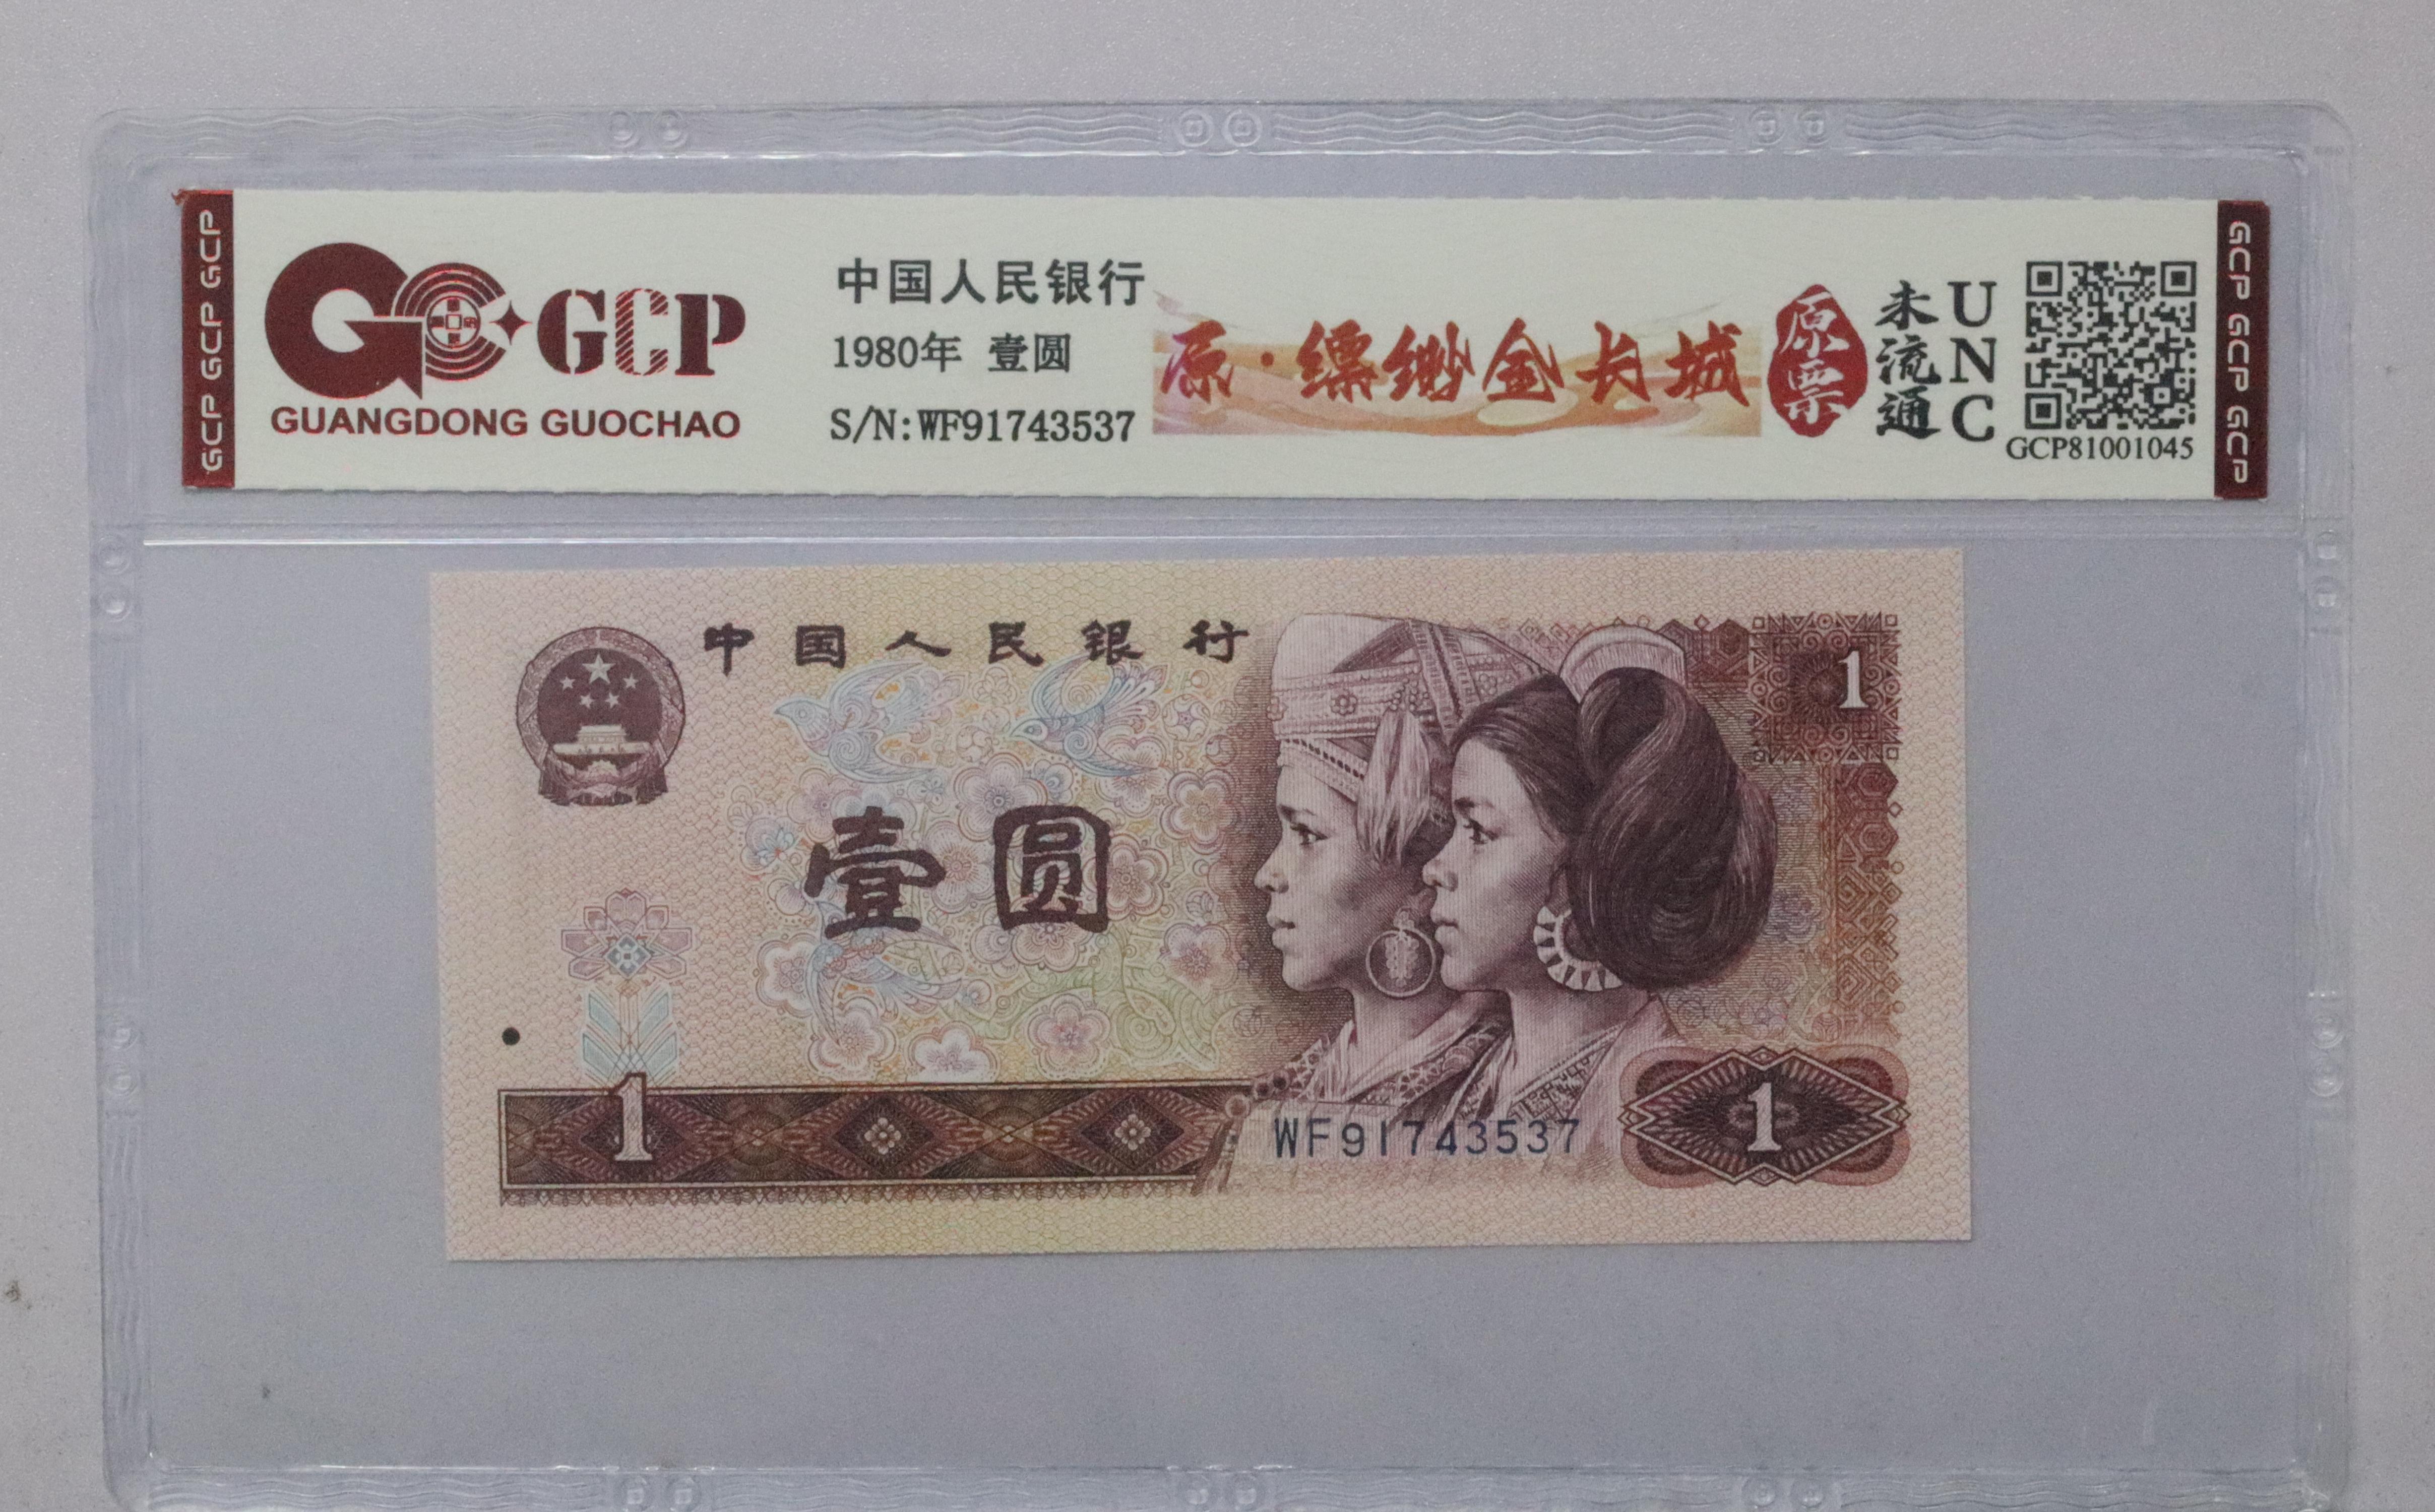 GCP GCP GCP
GCP
GUANGDONG GUOCHAO
中国人民银行
1980年 壹圆
S/N:WF91743537
原·缥缈金长城
原票
未流通
UNC
GCP81001045
GCP GCP GCP
中国人民银行
1
壹圆
1
WF91743537
1